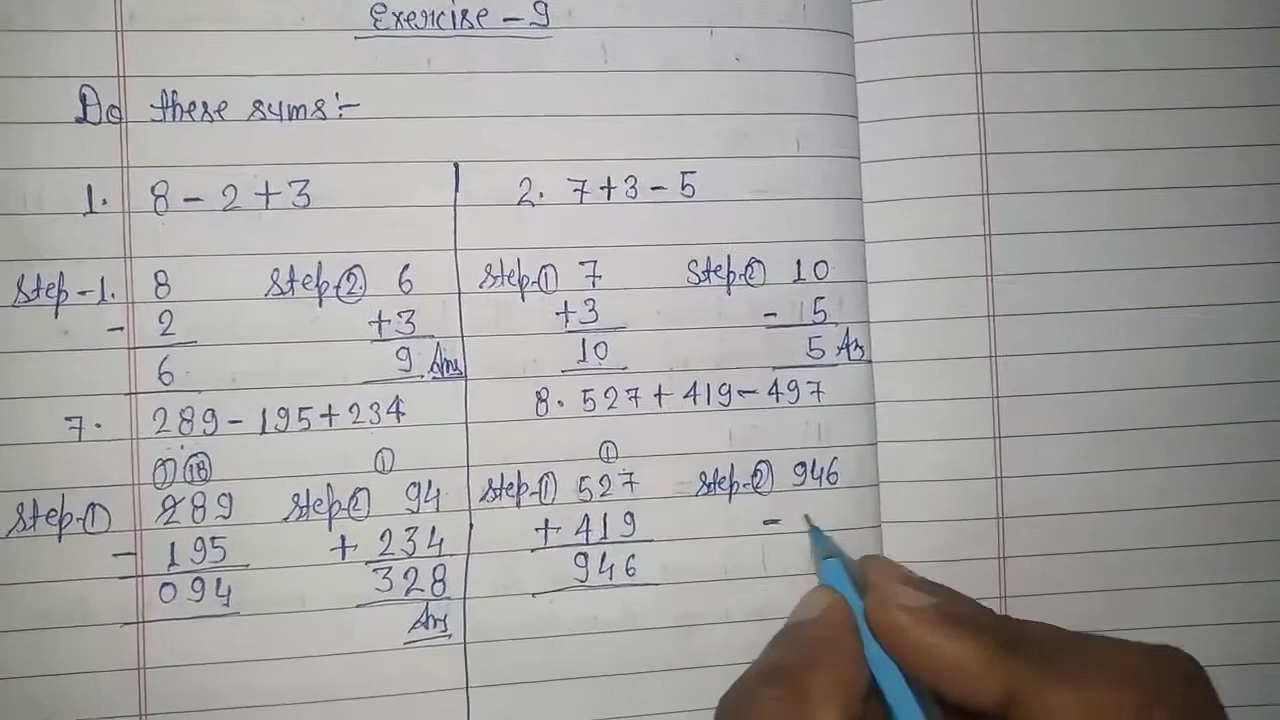 Exercise - 9
Do these sums:-
1. 8 - 2 + 3
2. 7 + 3 - 5
Step-1. 8 Step-② 6
- 2 +3
6 9 Ans
Step-① 7 Step-② 10
+3 - 5
10 5 As
7. 289 - 195 + 234
8. 527 + 419 - 497
① ⑱ ①
Step-① 289 Step-② 94
- 195 + 234
094 328
Ans
①
Step-① 527 Step-② 946
+ 419 -
946